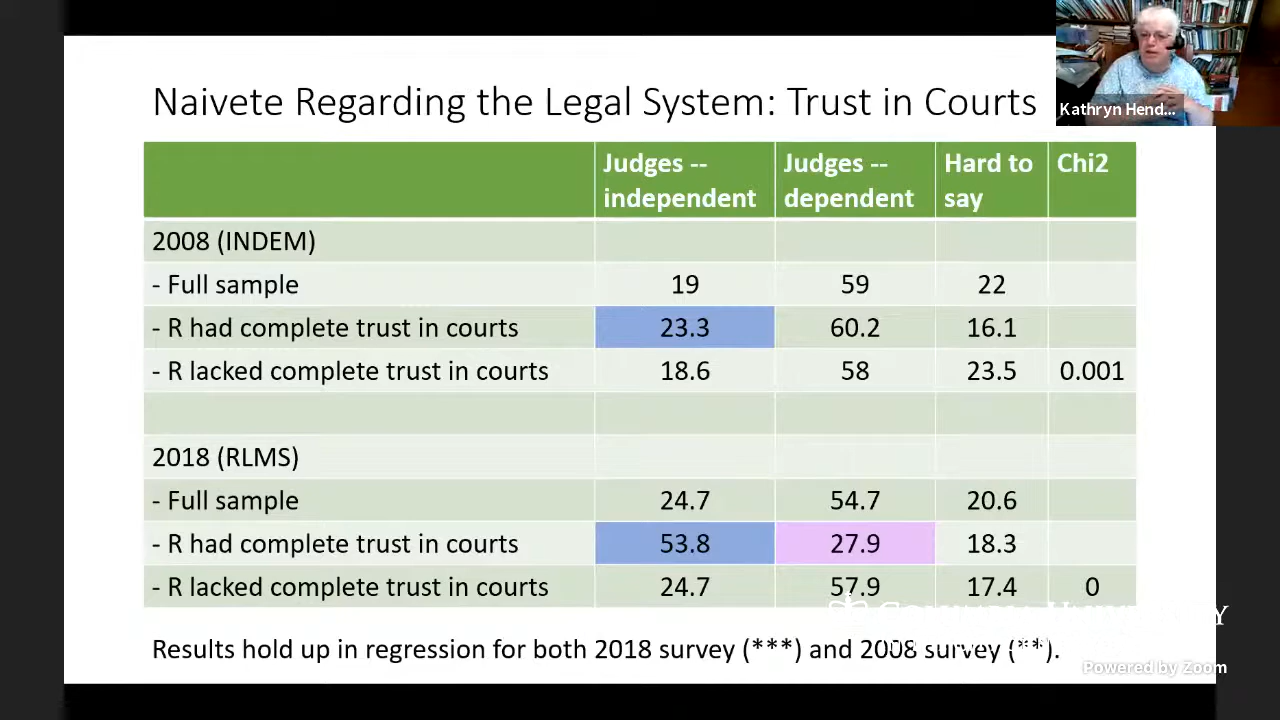 Naivete Regarding the Legal System: Trust in Courts
Kathryn Hend...
Judges -- independent Judges -- dependent Hard to say Chi2
2008 (INDEM)
- Full sample 19 59 22
- R had complete trust in courts 23.3 60.2 16.1
- R lacked complete trust in courts 18.6 58 23.5 0.001
2018 (RLMS)
- Full sample 24.7 54.7 20.6
- R had complete trust in courts 53.8 27.9 18.3
- R lacked complete trust in courts 24.7 57.9 17.4 0
COLUMBIA UNIVERSITY
Results hold up in regression for both 2018 survey (***) and 2008 survey (**).
Powered by Zoom